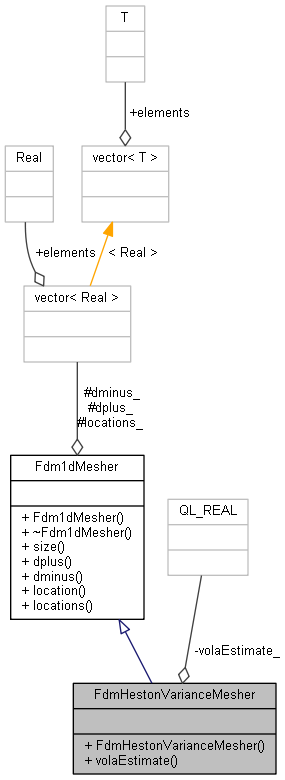 T
+elements
Real
vector< T >
+elements
< Real >
vector< Real >
#dminus_
#dplus_
#locations_
Fdm1dMesher
+ Fdm1dMesher()
+ ~Fdm1dMesher()
+ size()
+ dplus()
+ dminus()
+ location()
+ locations()
QL_REAL
-volaEstimate_
FdmHestonVarianceMesher
+ FdmHestonVarianceMesher()
+ volaEstimate()